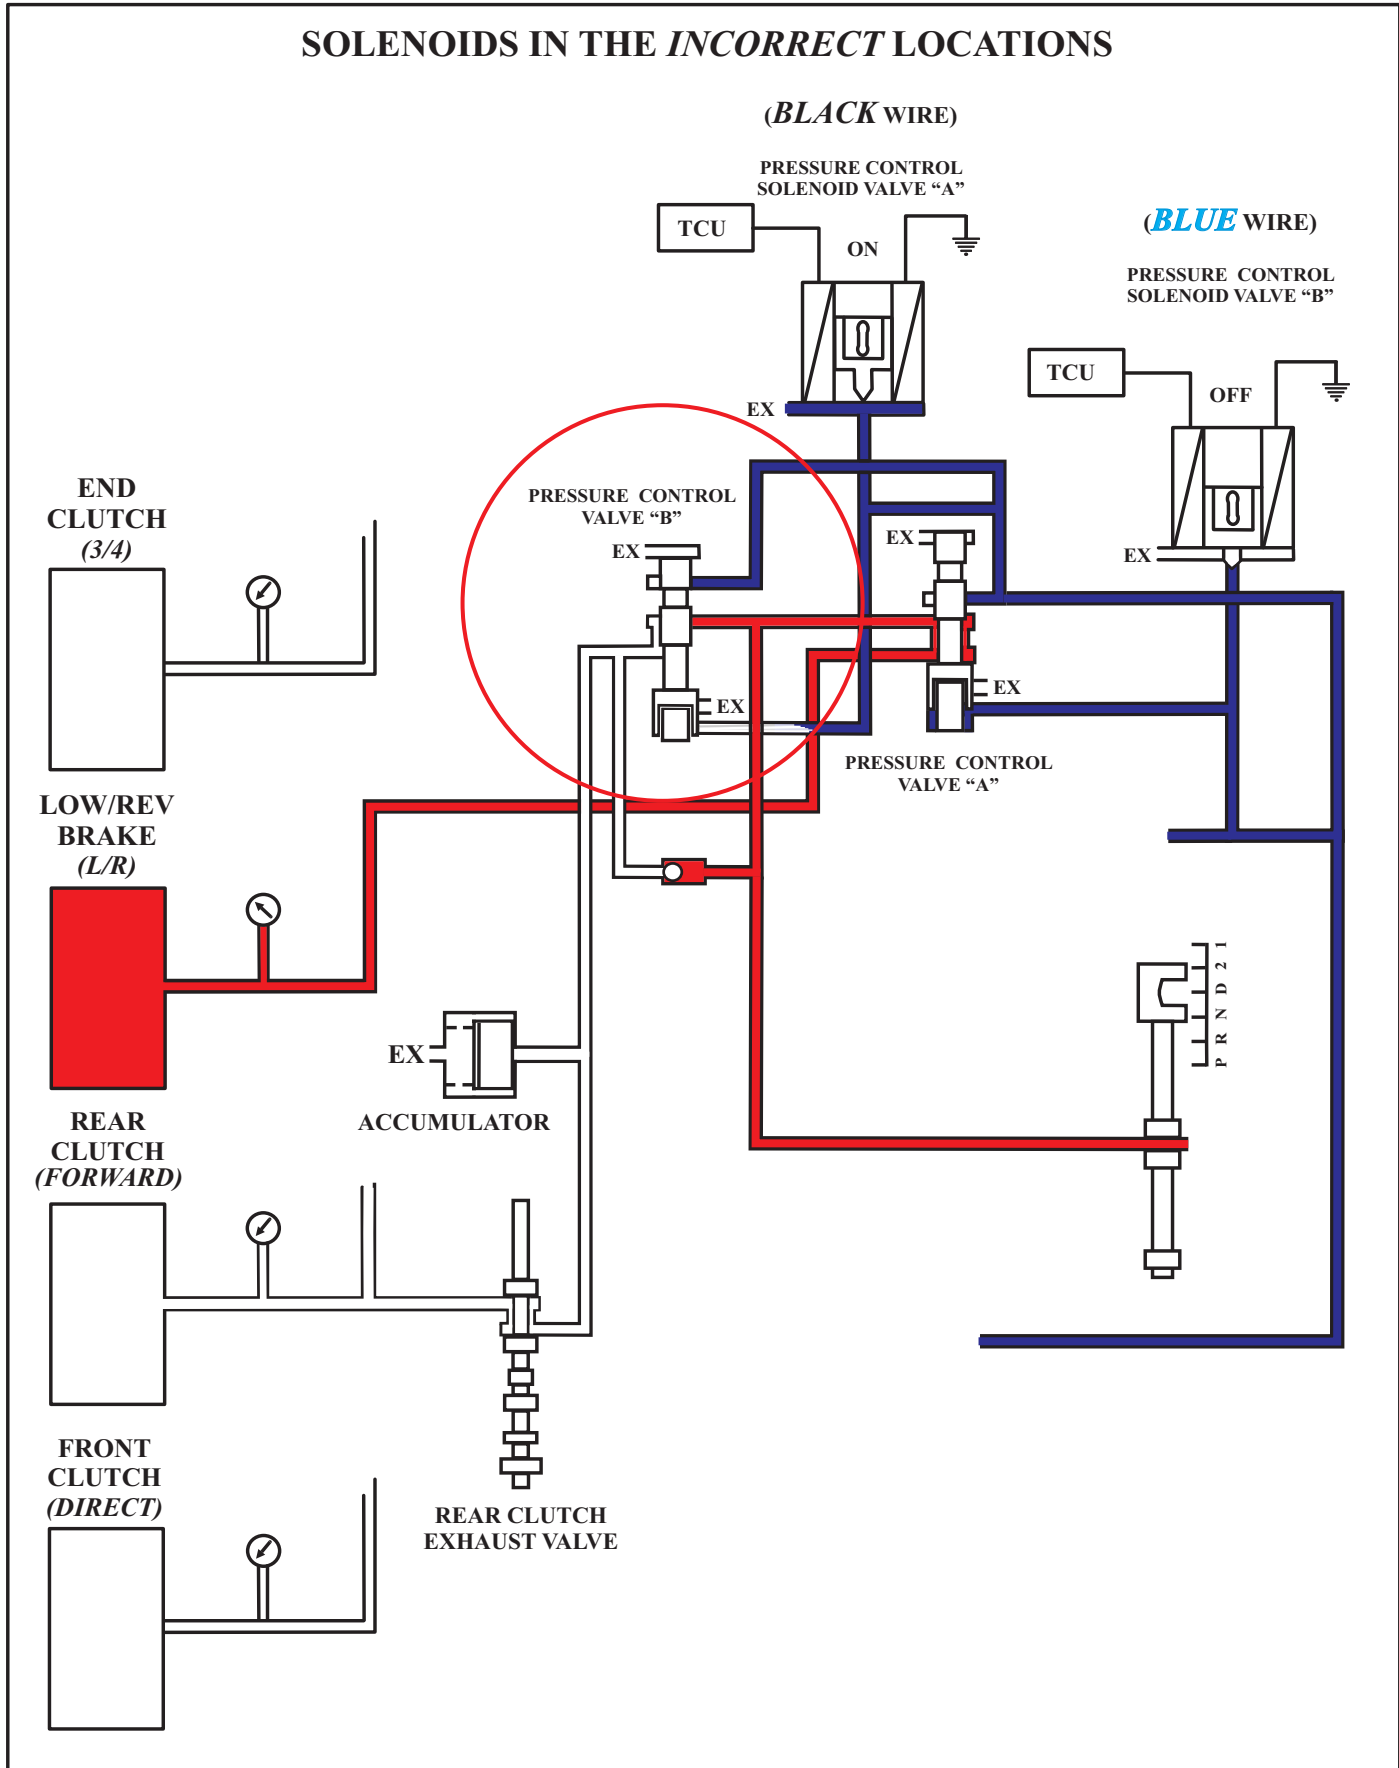 SOLENOIDS IN THE INCORRECT LOCATIONS
(BLACK WIRE)
PRESSURE CONTROL
SOLENOID VALVE “A”
TCU
ON
(BLUE WIRE)
PRESSURE CONTROL
SOLENOID VALVE “B”
TCU
OFF
EX
EX
END
CLUTCH
(3/4)
PRESSURE CONTROL
VALVE “B”
EX
EX
EX
EX
PRESSURE CONTROL
VALVE “A”
LOW/REV
BRAKE
(L/R)
P R N D 2 1
EX
ACCUMULATOR
REAR
CLUTCH
(FORWARD)
FRONT
CLUTCH
(DIRECT)
REAR CLUTCH
EXHAUST VALVE